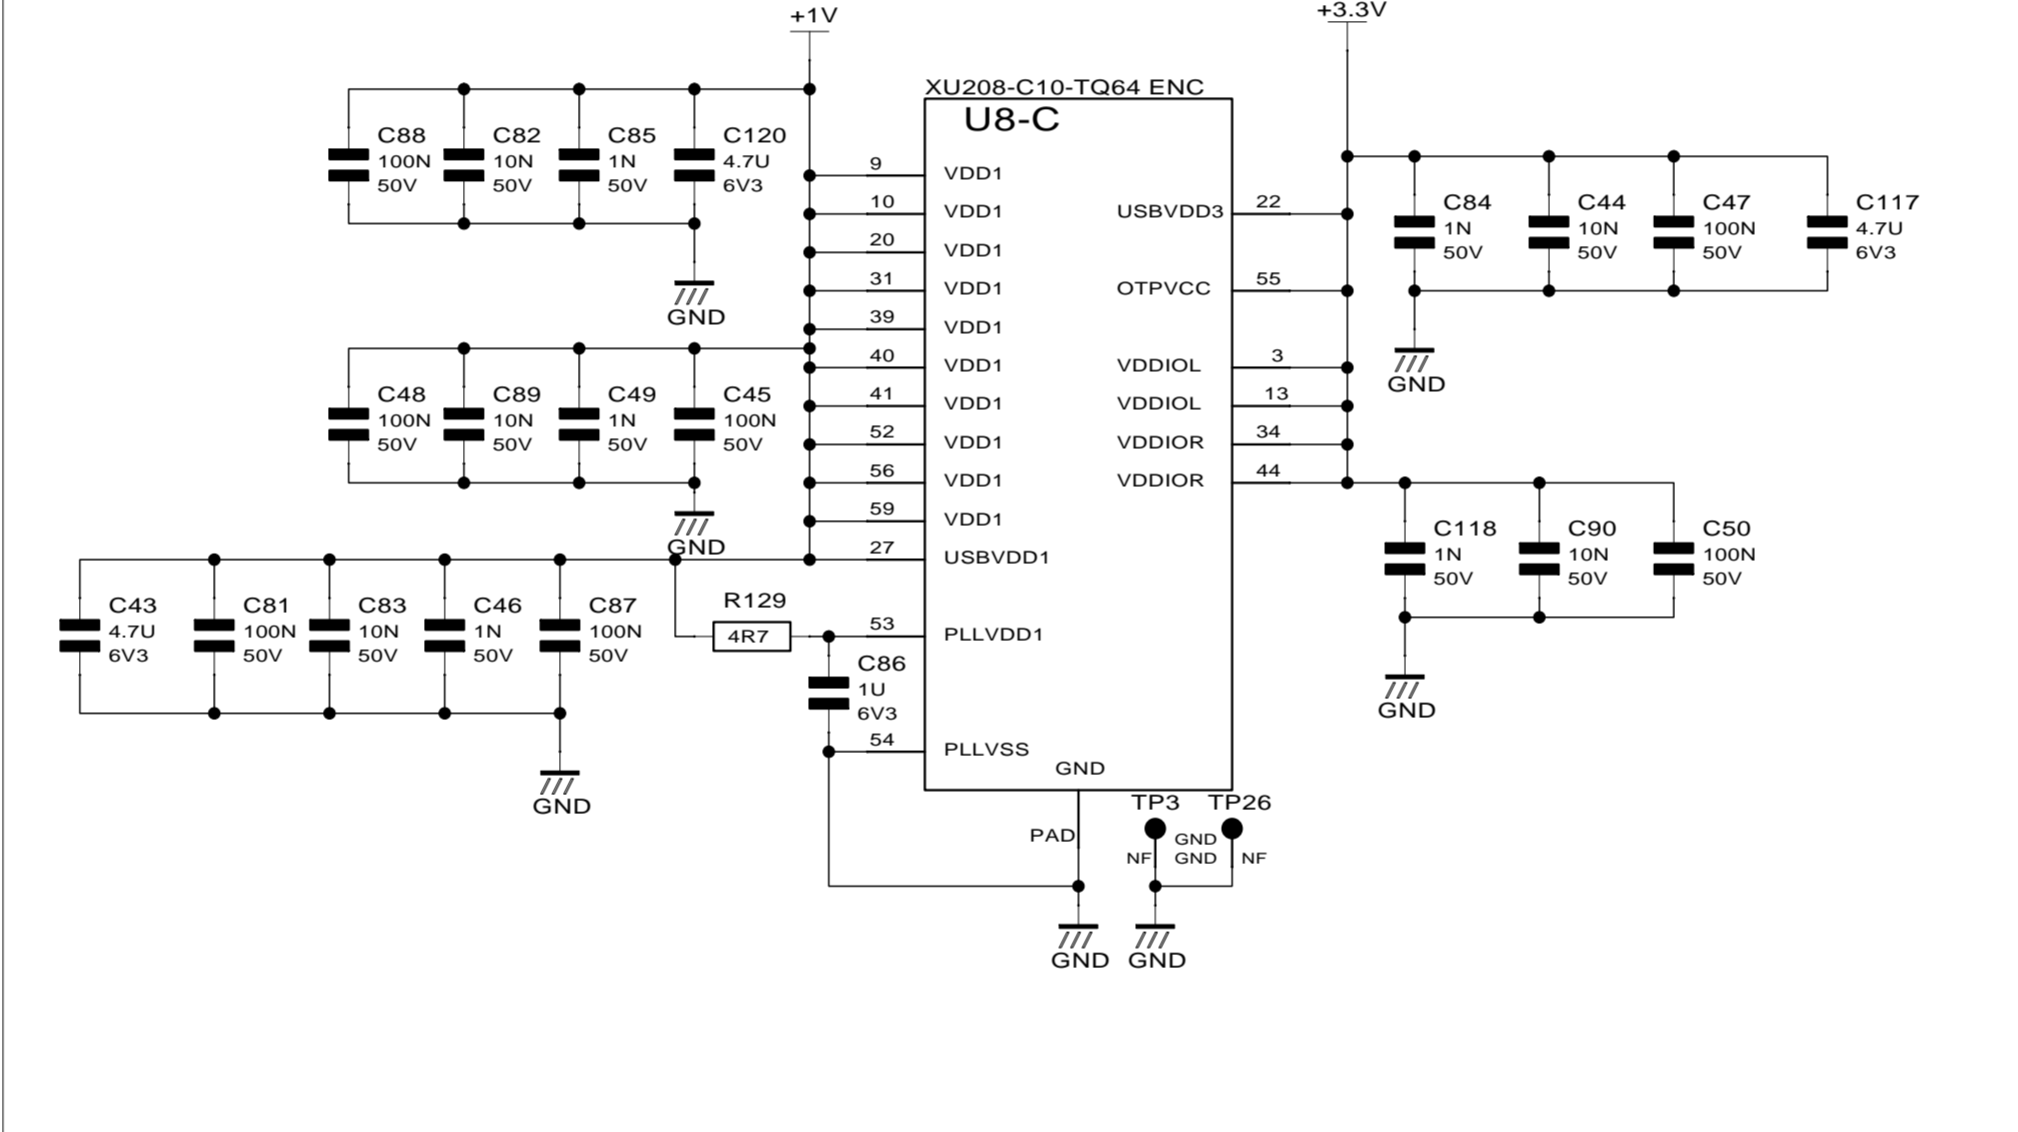 +1V
+3.3V
XU208-C10-TQ64 ENC
U8-C
C88
100N
50V
C82
10N
50V
C85
1N
50V
C120
4.7U
6V3
GND
9 VDD1
10 VDD1
20 VDD1
31 VDD1
39 VDD1
40 VDD1
41 VDD1
52 VDD1
56 VDD1
59 VDD1
27 USBVDD1
53 PLLVDD1
54 PLLVSS
USBVDD3 22
OTPVCC 55
VDDIOL 3
VDDIOL 13
VDDIOR 34
VDDIOR 44
GND
PAD
C84
1N
50V
C44
10N
50V
C47
100N
50V
C117
4.7U
6V3
GND
C48
100N
50V
C89
10N
50V
C49
1N
50V
C45
100N
50V
GND
C118
1N
50V
C90
10N
50V
C50
100N
50V
GND
C43
4.7U
6V3
C81
100N
50V
C83
10N
50V
C46
1N
50V
C87
100N
50V
GND
R129
4R7
C86
1U
6V3
TP3 TP26
GND
NF GND NF
GND GND